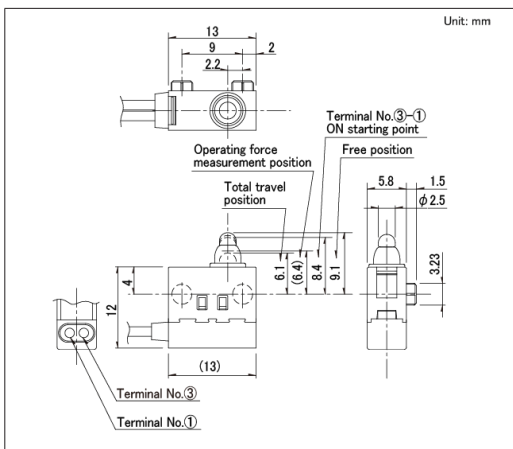 Unit: mm
13
9
2
2.2
Terminal No.③-①
ON starting point
Operating force
measurement position
Free position
Total travel
position
5.8
1.5
φ2.5
6.1
(6.4)
8.4
9.1
3.23
4
12
(13)
Terminal No.③
Terminal No.①